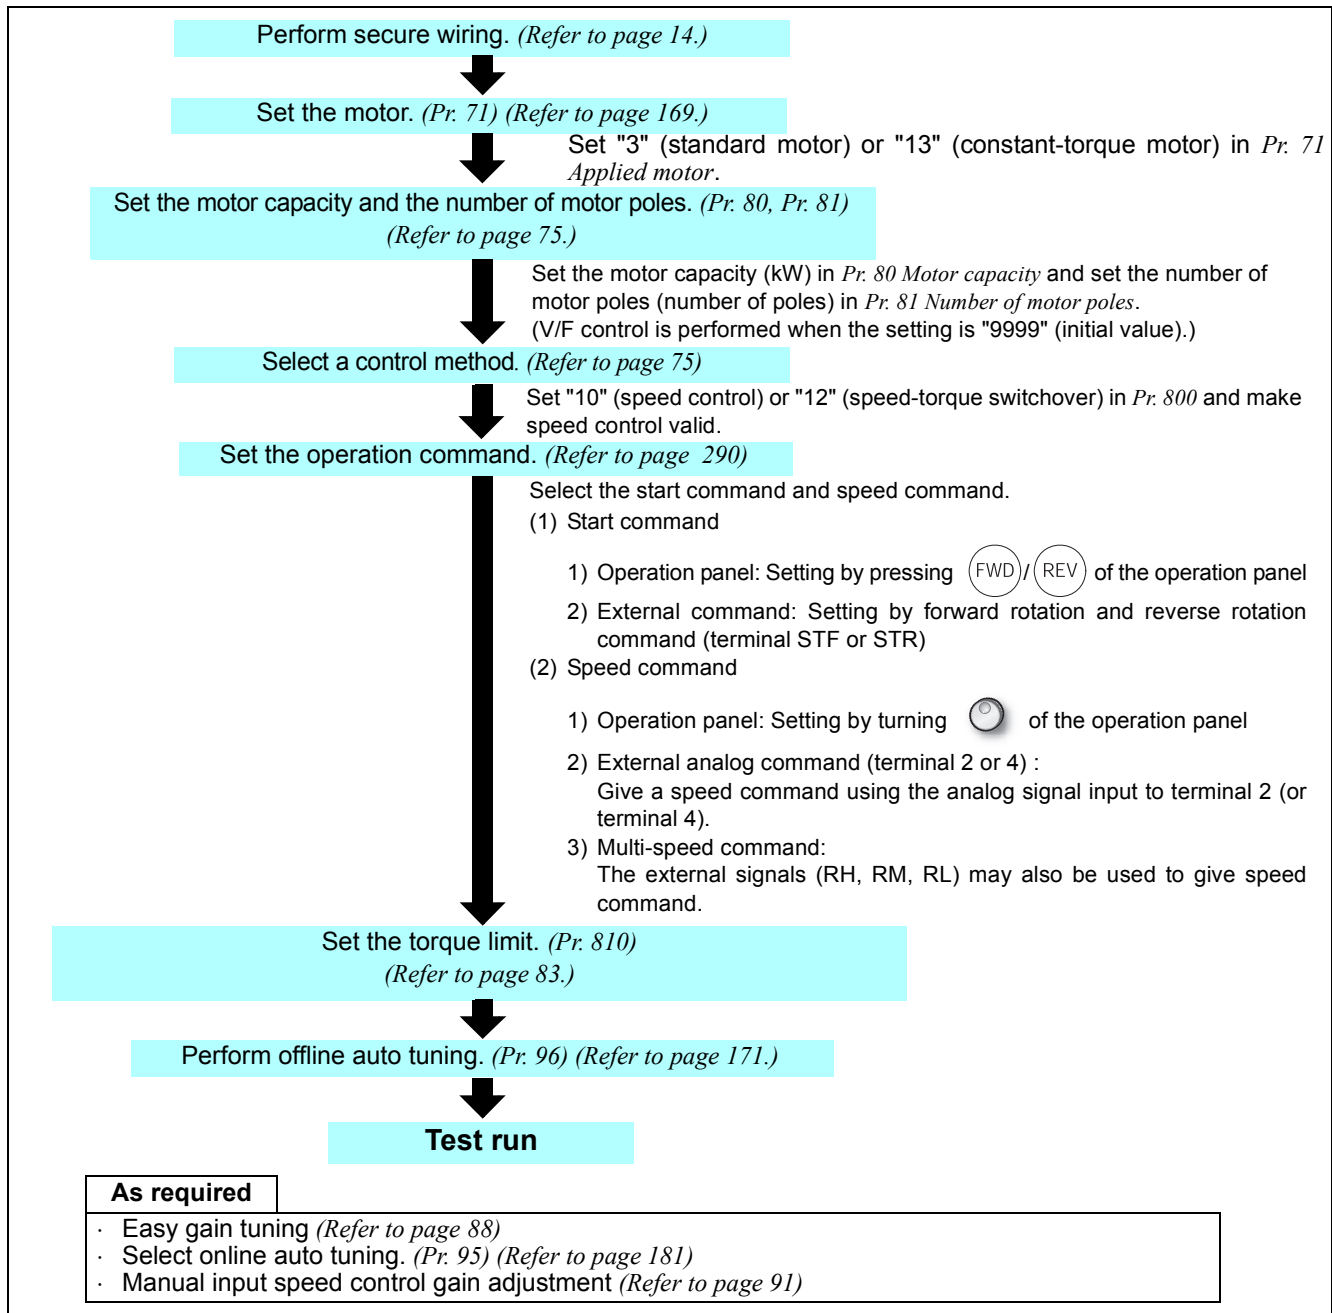 Perform secure wiring. (Refer to page 14.)
Set the motor. (Pr. 71) (Refer to page 169.)
Set "3" (standard motor) or "13" (constant-torque motor) in Pr. 71
Applied motor.
Set the motor capacity and the number of motor poles. (Pr. 80, Pr. 81)
(Refer to page 75.)
Set the motor capacity (kW) in Pr. 80 Motor capacity and set the number of
motor poles (number of poles) in Pr. 81 Number of motor poles.
(V/F control is performed when the setting is "9999" (initial value).)
Select a control method. (Refer to page 75)
Set "10" (speed control) or "12" (speed-torque switchover) in Pr. 800 and make
speed control valid.
Set the operation command. (Refer to page 290)
Select the start command and speed command.
(1) Start command
1) Operation panel: Setting by pressing FWD / REV of the operation panel
2) External command: Setting by forward rotation and reverse rotation
command (terminal STF or STR)
(2) Speed command
1) Operation panel: Setting by turning of the operation panel
2) External analog command (terminal 2 or 4) :
Give a speed command using the analog signal input to terminal 2 (or
terminal 4).
3) Multi-speed command:
The external signals (RH, RM, RL) may also be used to give speed
command.
Set the torque limit. (Pr. 810)
(Refer to page 83.)
Perform offline auto tuning. (Pr. 96) (Refer to page 171.)
Test run
As required
· Easy gain tuning (Refer to page 88)
· Select online auto tuning. (Pr. 95) (Refer to page 181)
· Manual input speed control gain adjustment (Refer to page 91)